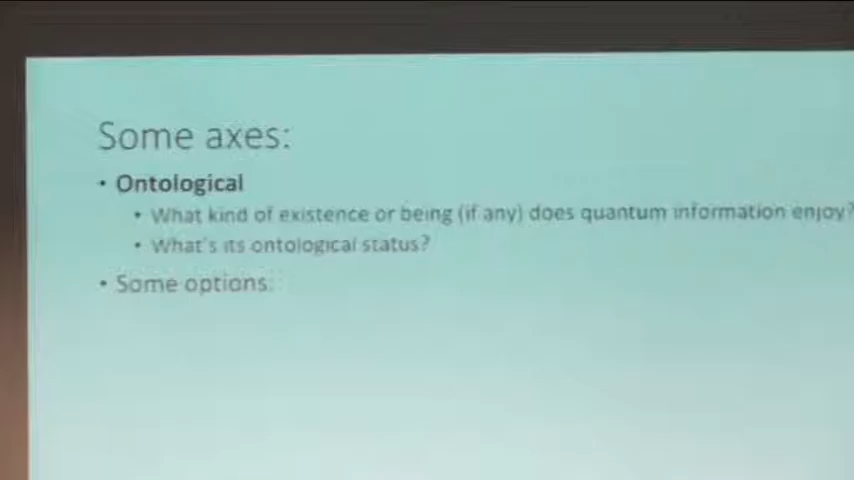 Some axes:
• Ontological
• What kind of existence or being (if any) does quantum information enjoy?
• What's its ontological status?
• Some options: